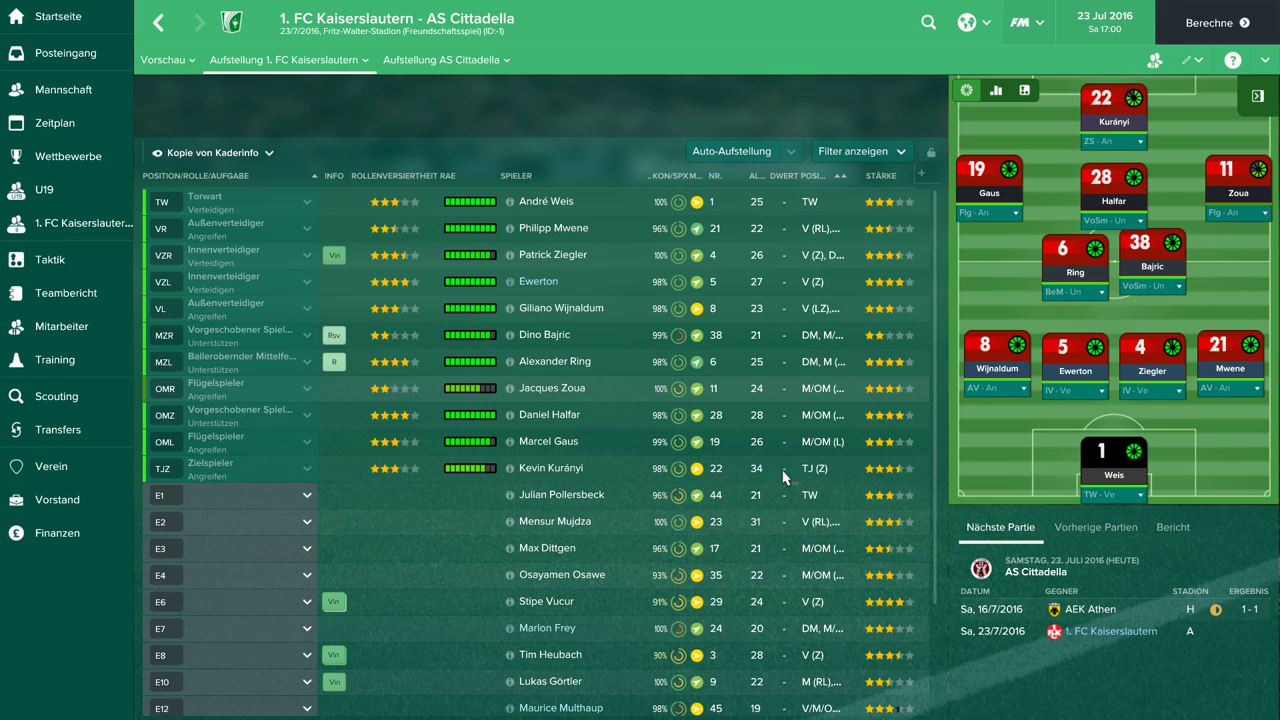 Startseite
Posteingang
Mannschaft
Zeitplan
Wettbewerbe
U19
1. FC Kaiserslauter...
Taktik
Teambericht
Mitarbeiter
Training
Scouting
Transfers
Verein
Vorstand
Finanzen
1. FC Kaiserslautern - AS Cittadella
23/7/2016, Fritz-Walter-Stadion (Freundschaftsspiel) (ID:-1)
FM
23 Jul 2016
Sa 17:00
Berechne
Vorschau
Aufstellung 1. FC Kaiserslautern
Aufstellung AS Cittadella
Kopie von Kaderinfo
Auto-Aufstellung
Filter anzeigen
POSITION/ROLLE/AUFGABE INFO ROLLENVERSIERTHEIT RAE SPIELER ..KON/SPXM... NR. AL... DWERT POSI... STÄRKE
TW Torwart Verteidigen André Weis 100% 1 25 - TW
VR Außenverteidiger Angreifen Philipp Mwene 96% 21 22 - V (RL),...
VZR Innenverteidiger Verteidigen Vin Patrick Ziegler 100% 4 26 - V (Z), D...
VZL Innenverteidiger Angreifen Ewerton 98% 5 27 - V (Z)
VL Außenverteidiger Angreifen Giliano Wijnaldum 98% 8 23 - V (LZ),...
MZR Vorgeschobener Spiel... Unterstützen Rsv Dino Bajric 99% 38 21 - DM, M/...
MZL Ballerobernder Mittelfe... Unterstützen R Alexander Ring 98% 6 25 - DM, M (...
OMR Flügelspieler Angreifen Jacques Zoua 100% 11 24 - M/OM (...
OMZ Vorgeschobener Spiel... Unterstützen Daniel Halfar 98% 28 28 - M/OM (...
OML Flügelspieler Angreifen Marcel Gaus 99% 19 26 - M/OM (L)
TJZ Zielspieler Angreifen Kevin Kurányi 98% 22 34 - TJ (Z)
E1 Julian Pollersbeck 96% 44 21 - TW
E2 Mensur Mujdza 100% 23 31 - V (RL),...
E3 Max Dittgen 96% 17 21 - M/OM (...
E4 Osayamen Osawe 93% 35 22 - M/OM (...
E6 Vin Stipe Vucur 91% 29 24 - V (Z)
E7 Marlon Frey 100% 24 20 - DM, M/...
E8 Vin Tim Heubach 90% 3 28 - V (Z)
E10 Vin Lukas Görtler 97% 9 22 - M (RL),...
E12 Maurice Multhaup 98% 45 19 - V/M/O...
22
Kurányi
ZS - An
19
Gaus
Flg - An
28
Halfar
VoSm - Un
11
Zoua
Flg - An
6
Ring
BeM - Un
38
Bajric
VoSm - Un
8
Wijnaldum
AV - An
5
Ewerton
IV - Ve
4
Ziegler
IV - Ve
21
Mwene
AV - An
1
Weis
TW - Ve
Nächste Partie Vorherige Partien Bericht
SAMSTAG, 23. JULI 2016 (HEUTE)
AS Cittadella
DATUM GEGNER STADION ERGEBNIS
Sa, 16/7/2016 AEK Athen H 1 - 1
Sa, 23/7/2016 1. FC Kaiserslautern A